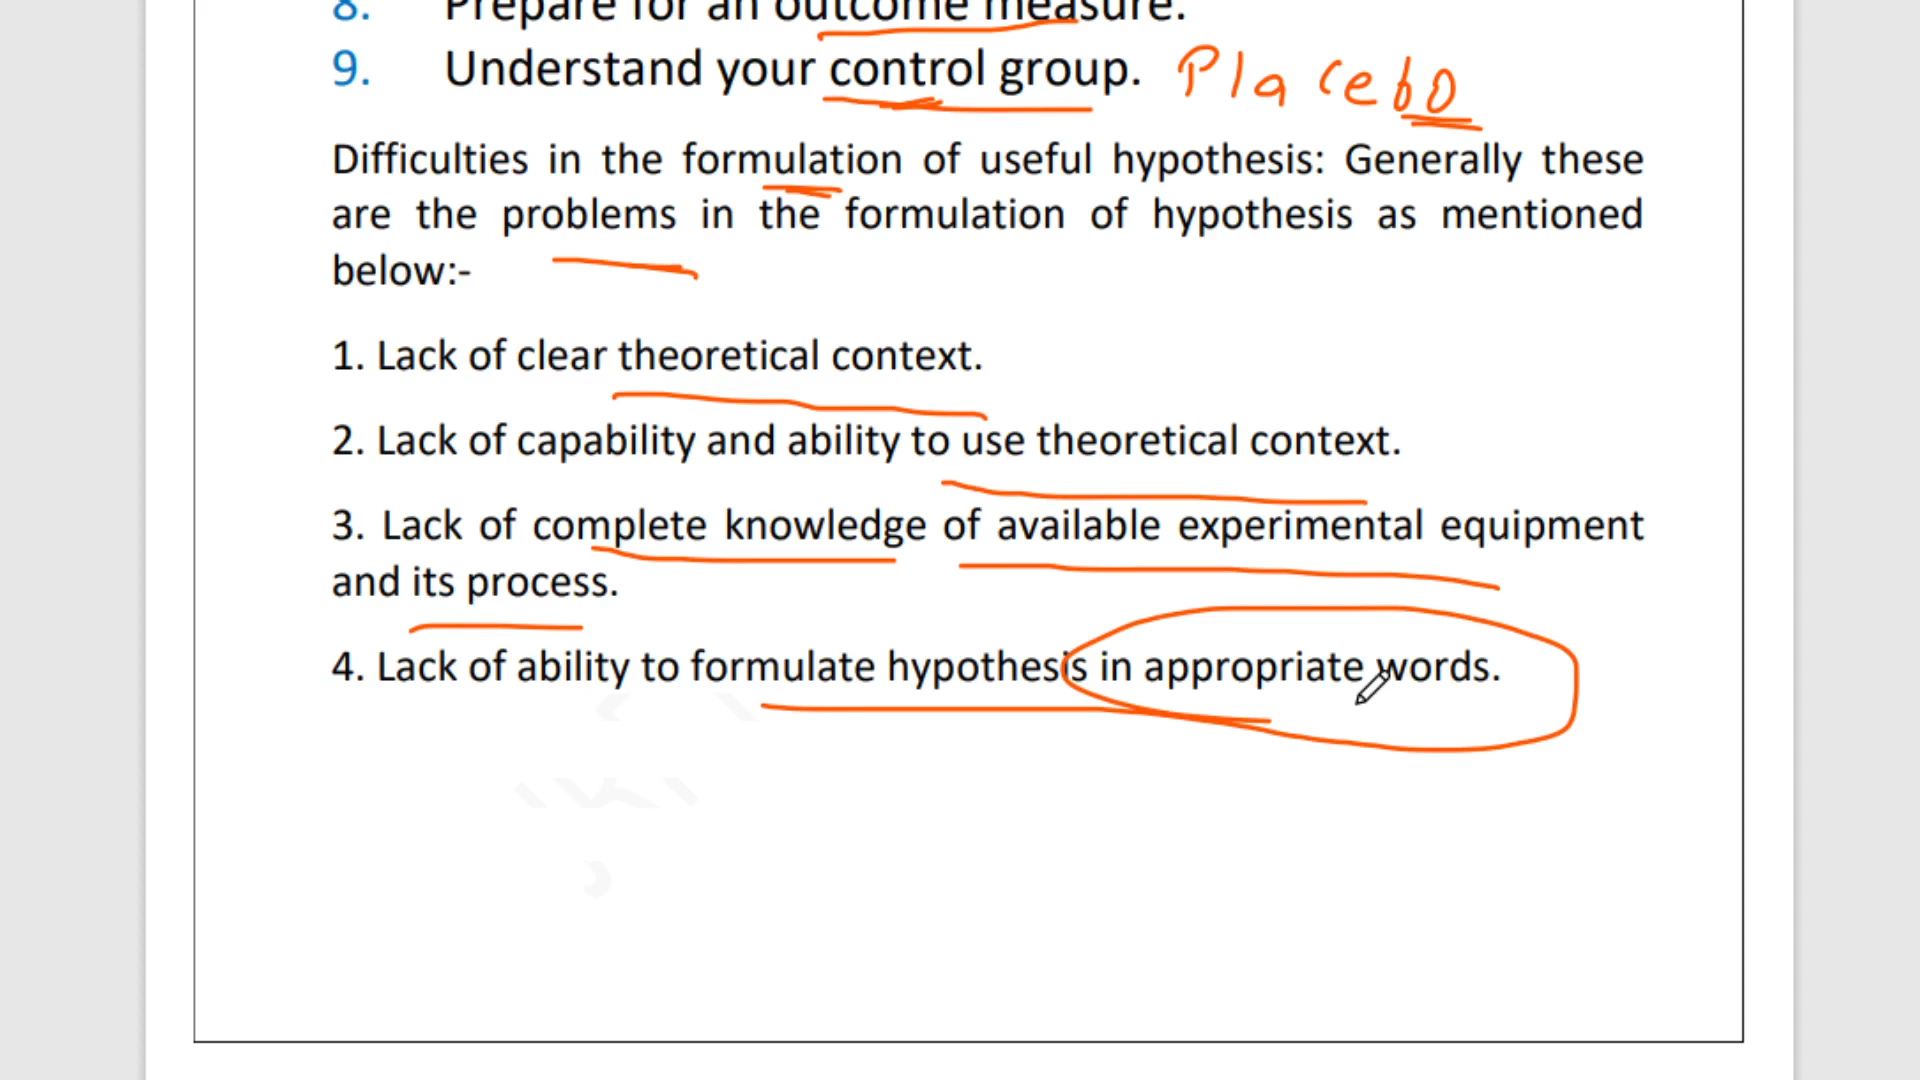 8. Prepare for an outcome measure.
9. Understand your control group. Placebo
Difficulties in the formulation of useful hypothesis: Generally these
are the problems in the formulation of hypothesis as mentioned
below:-
1. Lack of clear theoretical context.
2. Lack of capability and ability to use theoretical context.
3. Lack of complete knowledge of available experimental equipment
and its process.
4. Lack of ability to formulate hypothesis in appropriate words.